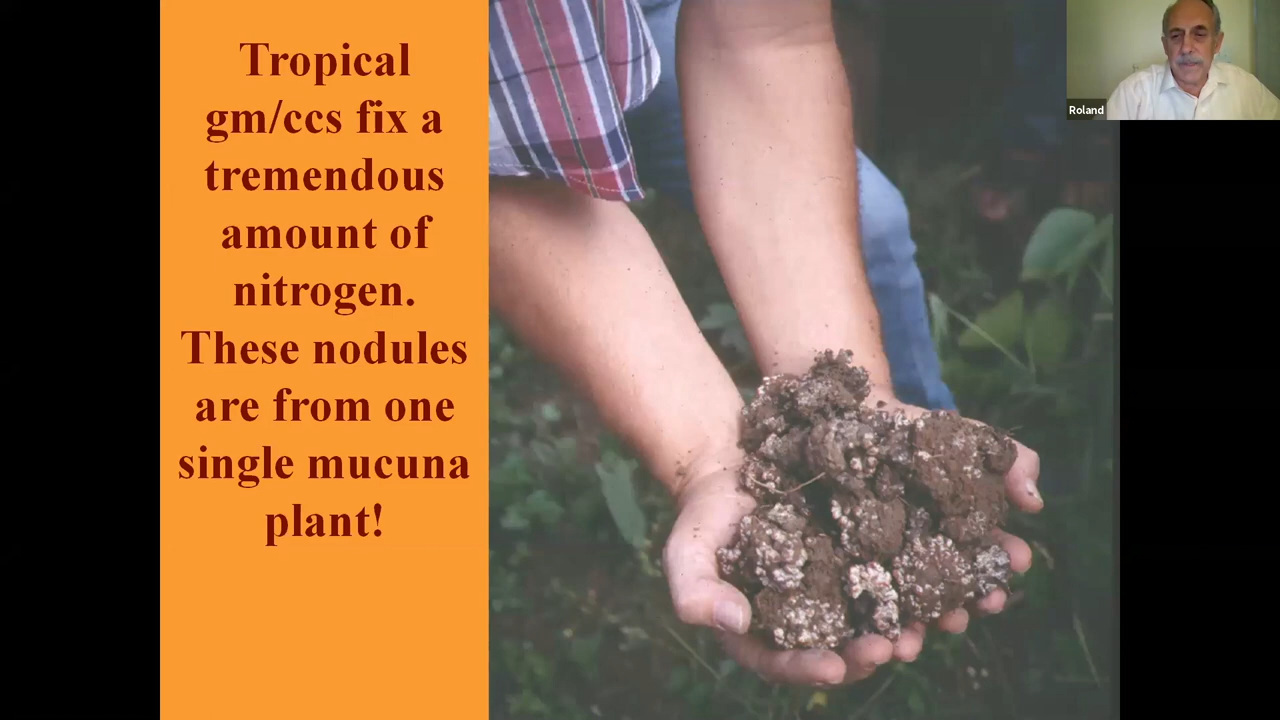 Tropical
gm/ccs fix a
tremendous
amount of
nitrogen.
These nodules
are from one
single mucuna
plant!
Roland